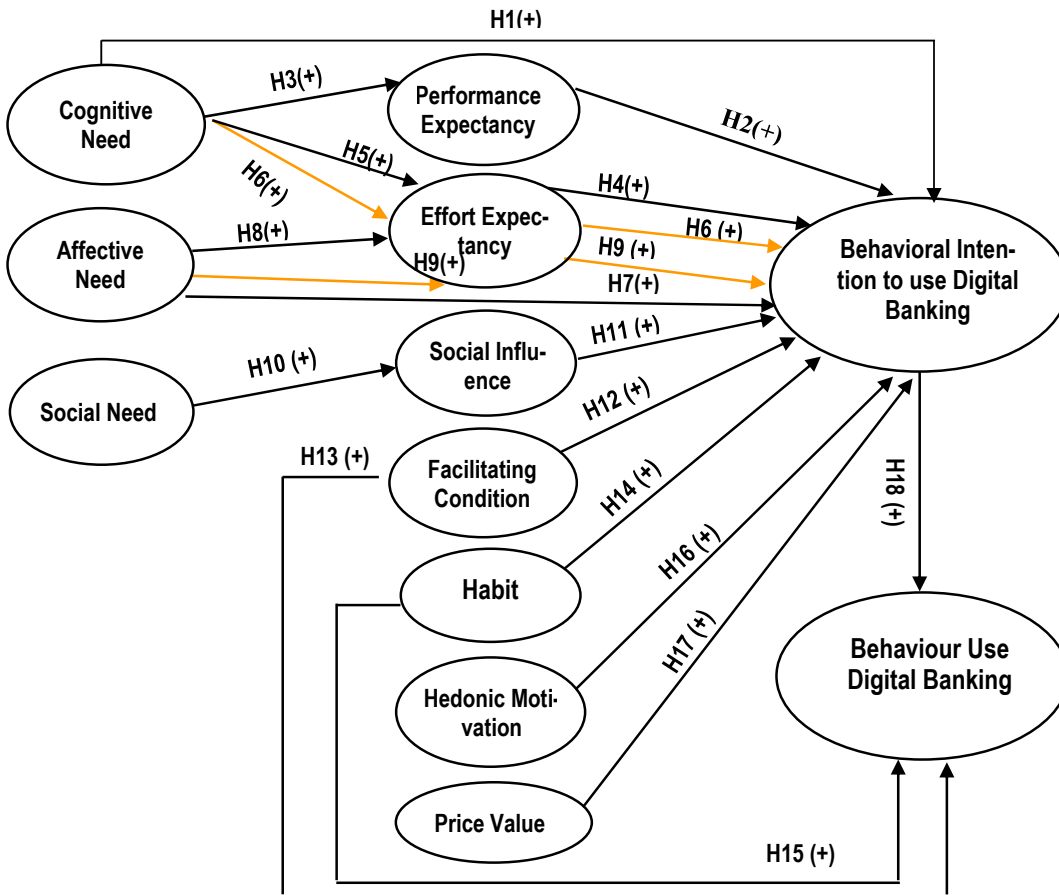 H1(+)
H3(+)
Cognitive
Need
Performance
Expectancy
H2(+)
H5(+)
H6(+)
H4(+)
Effort Expec-
tancy
H6 (+)
H8(+)
Affective
Need
H9 (+)
H9(+)
H7(+)
Behavioral Inten-
tion to use Digital
Banking
H10 (+)
Social Influ-
ence
H11 (+)
Social Need
H12 (+)
H13 (+)
Facilitating
Condition
H14 (+)
H18 (+)
H16 (+)
Habit
H17 (+)
Behaviour Use
Digital Banking
Hedonic Moti-
vation
Price Value
H15 (+)